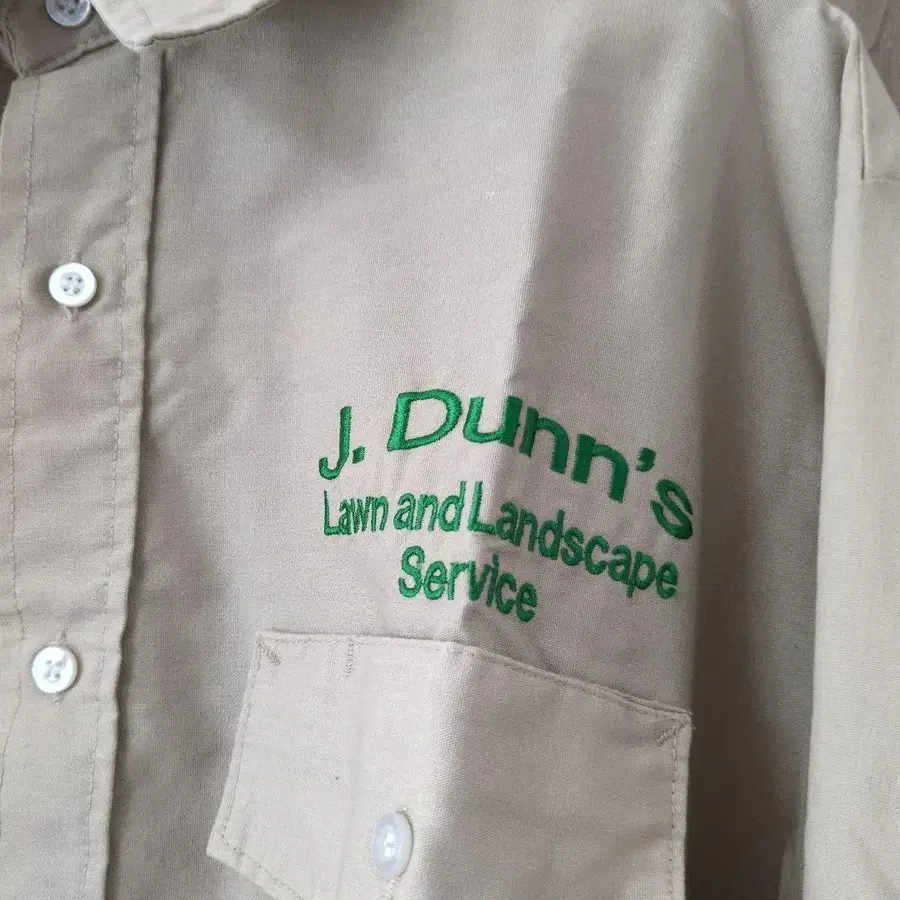 J. Dunn's
Lawn and Landscape
Service